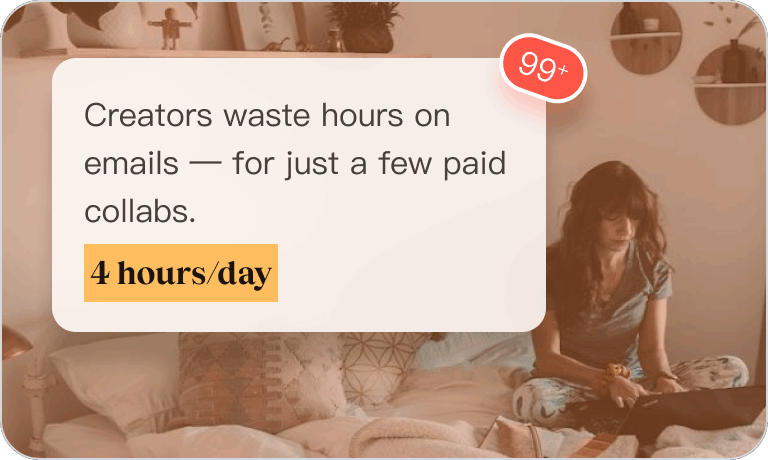 99+
Creators waste hours on
emails — for just a few paid
collabs.
4 hours/day